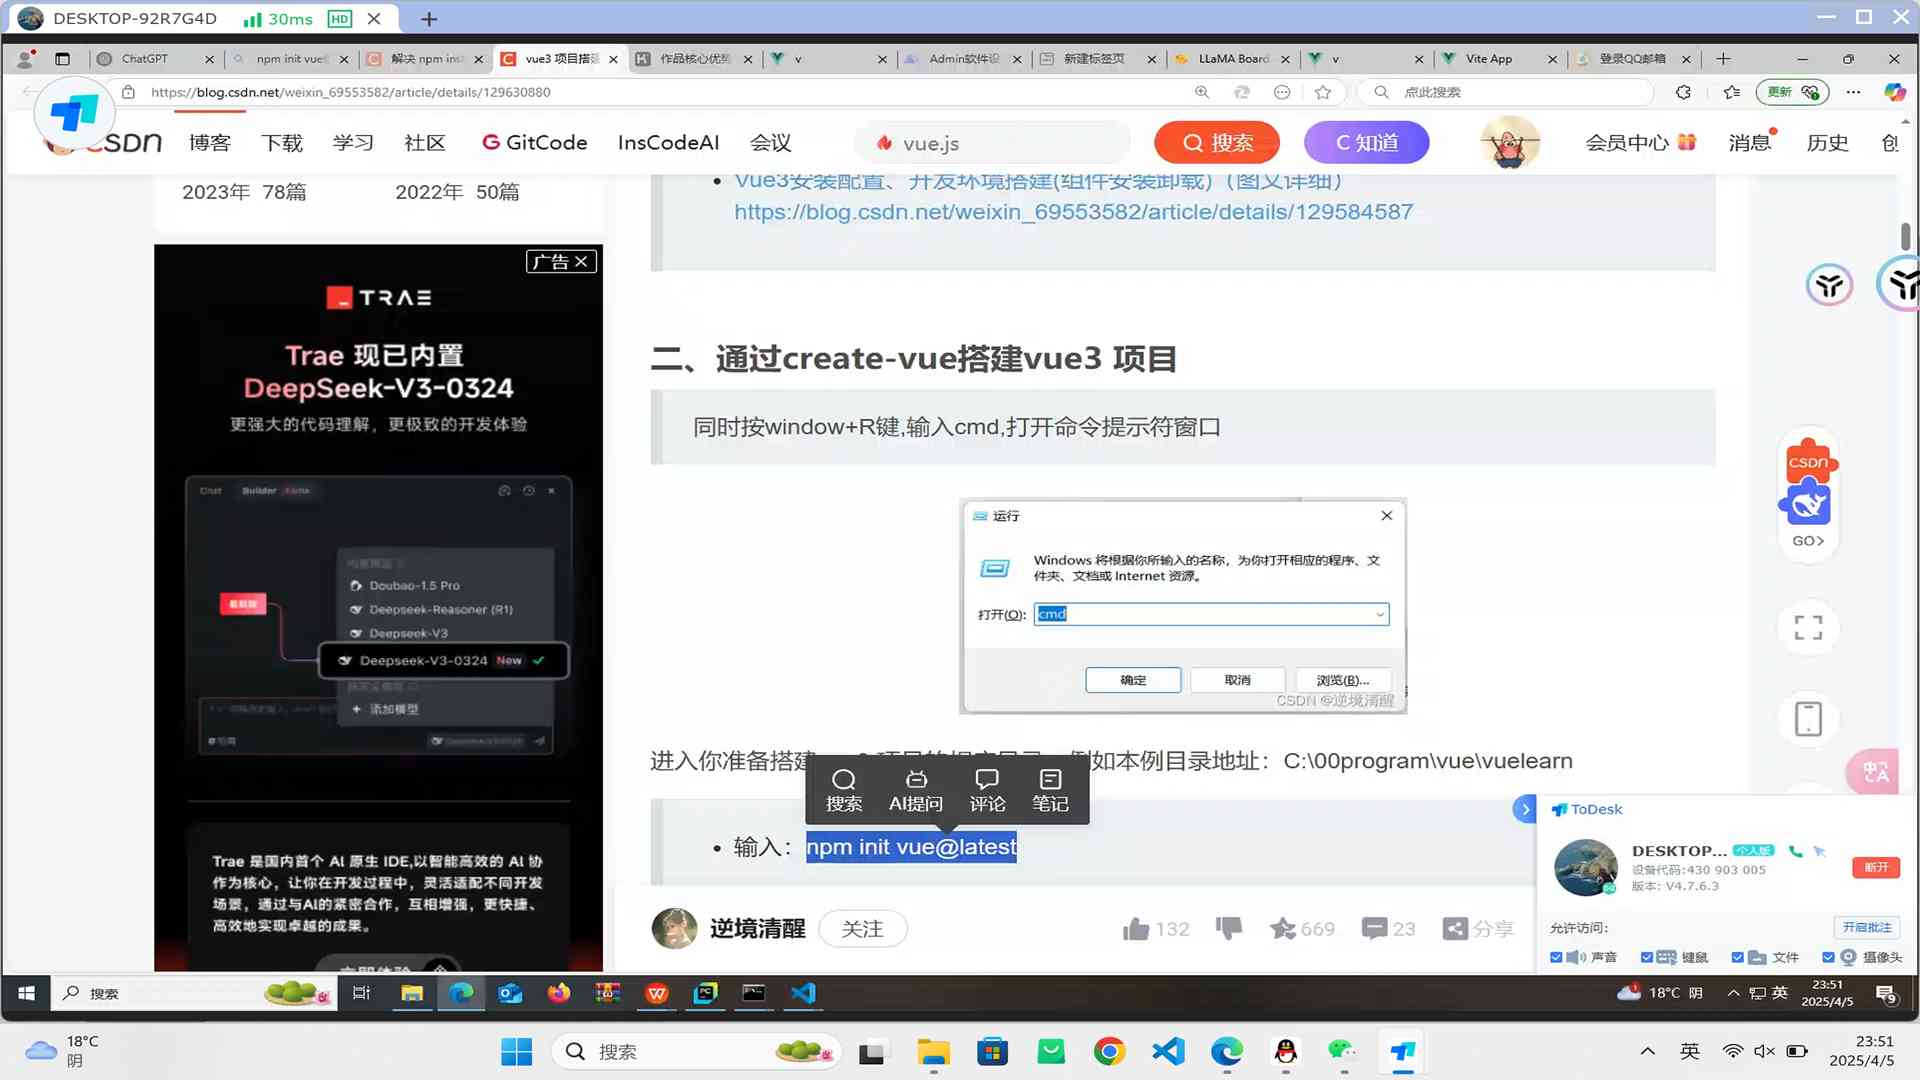 DESKTOP-92R7G4D 30ms HD
ChatGPT
npm init vue
解决 npm ins
vue3 项目搭
作品核心优势
v
Admin软件设
新建标签页
LLaMA Board
v
Vite App
登录QQ邮箱
https://blog.csdn.net/weixin_69553582/article/details/129630880
点此搜索
更新
CSDN 博客 下载 学习 社区 GitCode InsCodeAI 会议 vue.js 搜索 C 知道 会员中心 消息 历史 创
2023年 78篇 2022年 50篇
Vue3安装配置、开发环境搭建(组件安装卸载)（图文详细）
https://blog.csdn.net/weixin_69553582/article/details/129584587
广告
TRAE
Trae 现已内置
DeepSeek-V3-0324
更强大的代码理解，更极致的开发体验
Chat Builder
Doubao-1.5 Pro
Deepseek-Reasoner (R1)
Deepseek-V3
Deepseek-V3-0324 New
添加模型
Trae 是国内首个 AI 原生 IDE,以智能高效的 AI 协
作为核心，让你在开发过程中，灵活适配不同开发
场景，通过与AI的紧密合作，互相增强，更快捷、
高效地实现卓越的成果。
立即体验
二、通过create-vue搭建vue3 项目
同时按window+R键,输入cmd,打开命令提示符窗口
运行
Windows 将根据你所输入的名称，为你打开相应的程序、文
件夹、文档或 Internet 资源。
打开(O): cmd
确定 取消 浏览(B)...
CSDN @逆境清醒
进入你准备搭建 例如本例目录地址：C:\00program\vue\vuelearn
搜索 AI提问 评论 笔记
输入：npm init vue@latest
逆境清醒 关注 132 669 23 分享
CSDN
GO>
ToDesk
DESKTOP... 个人版
设备代码:430 903 005
版本: V4.7.6.3
断开
允许访问:
开启批注
声音 键鼠 文件 摄像头
搜索
18°C 阴
英
23:51
2025/4/5
9
18°C
阴
搜索
英
23:51
2025/4/5